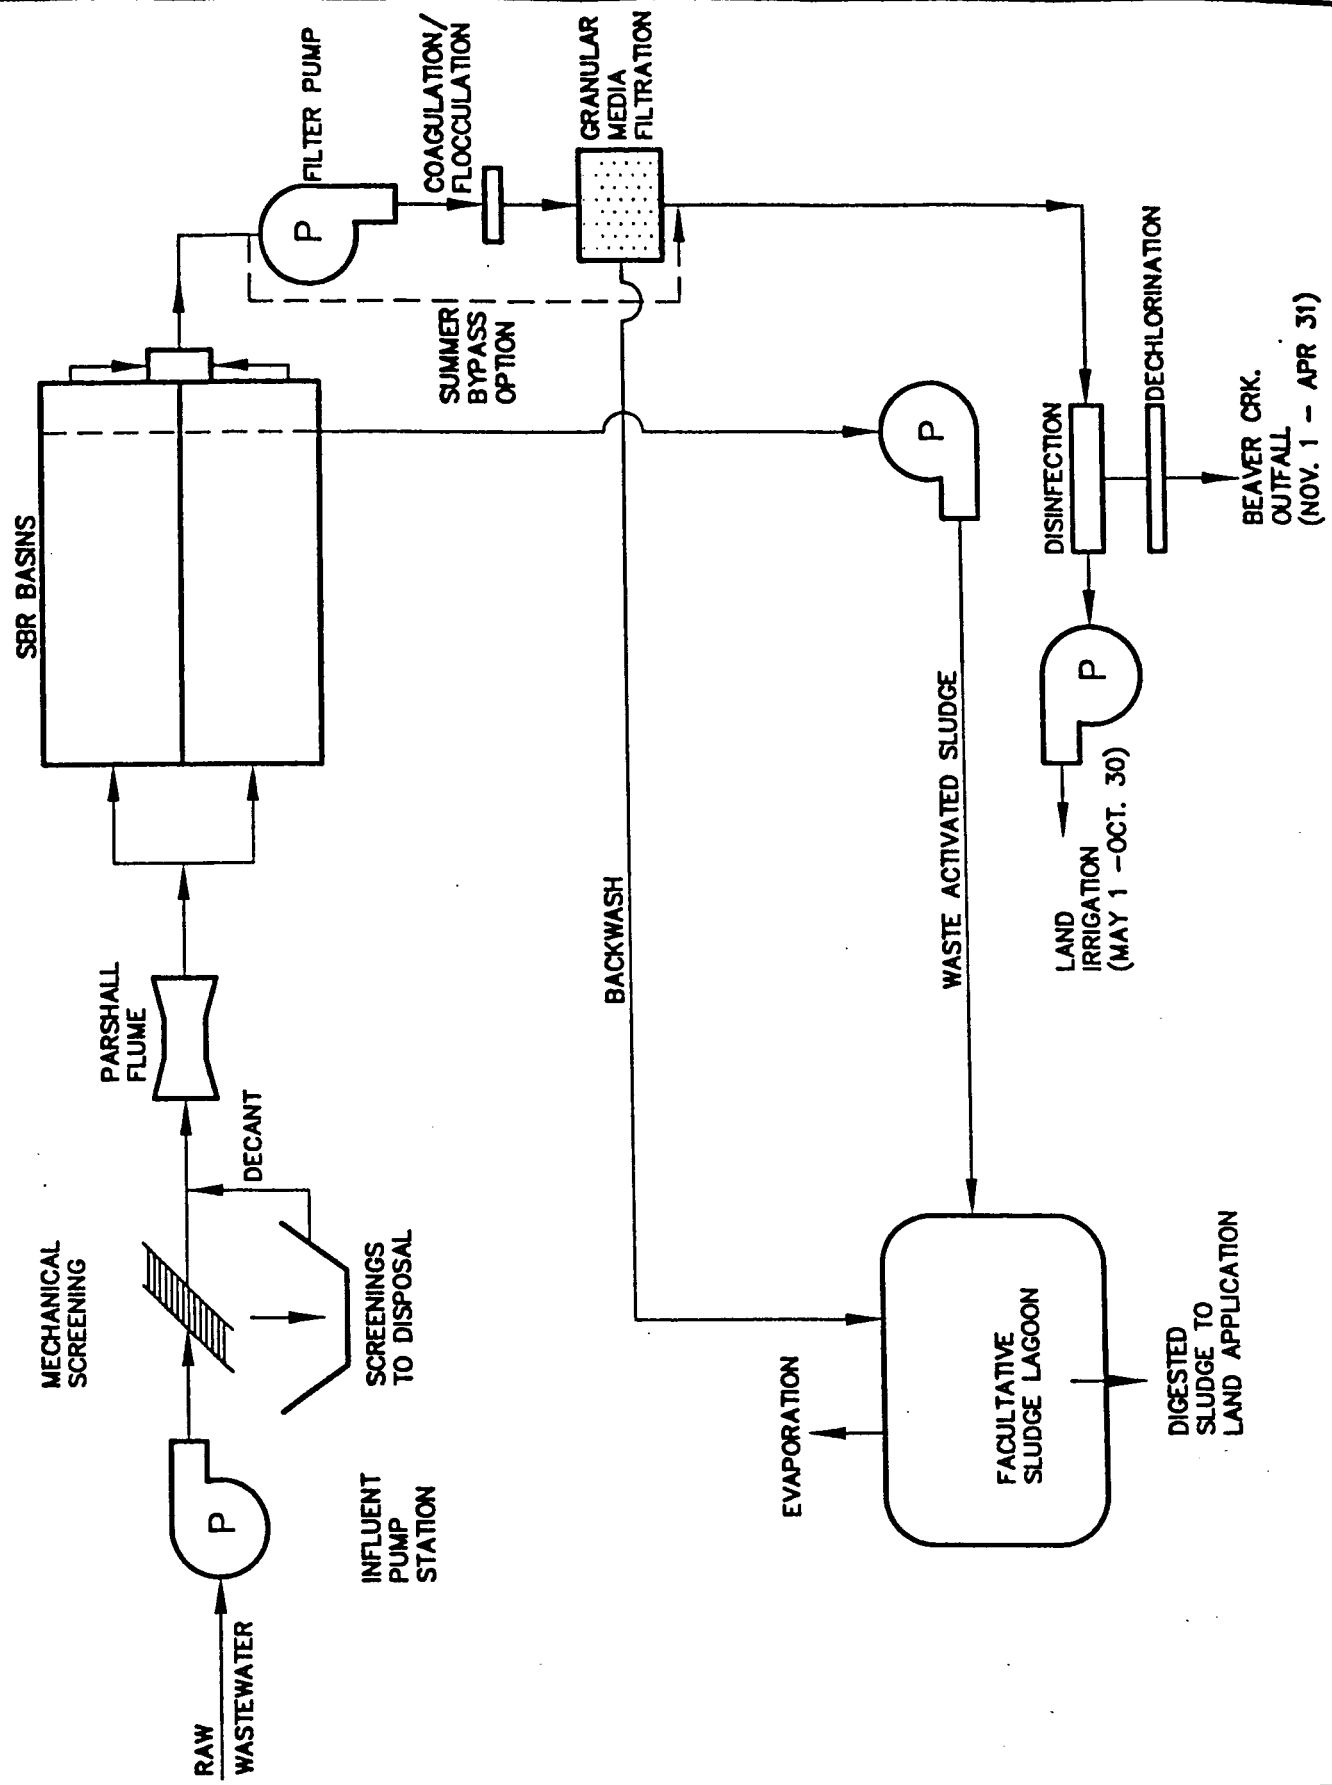 RAW
WASTEWATER
P
INFLUENT
PUMP
STATION
MECHANICAL
SCREENING
SCREENINGS
TO DISPOSAL
DECANT
PARSHALL
FLUME
SBR BASINS
P
FILTER PUMP
SUMMER
BYPASS
OPTION
COAGULATION/
FLOCCULATION
GRANULAR
MEDIA
FILTRATION
BACKWASH
P
WASTE ACTIVATED SLUDGE
EVAPORATION
FACULTATIVE
SLUDGE LAGOON
DIGESTED
SLUDGE TO
LAND APPLICATION
DISINFECTION
DECHLORINATION
P
LAND
IRRIGATION
(MAY 1 -OCT. 30)
BEAVER CRK.
OUTFALL
(NOV. 1 - APR 31)